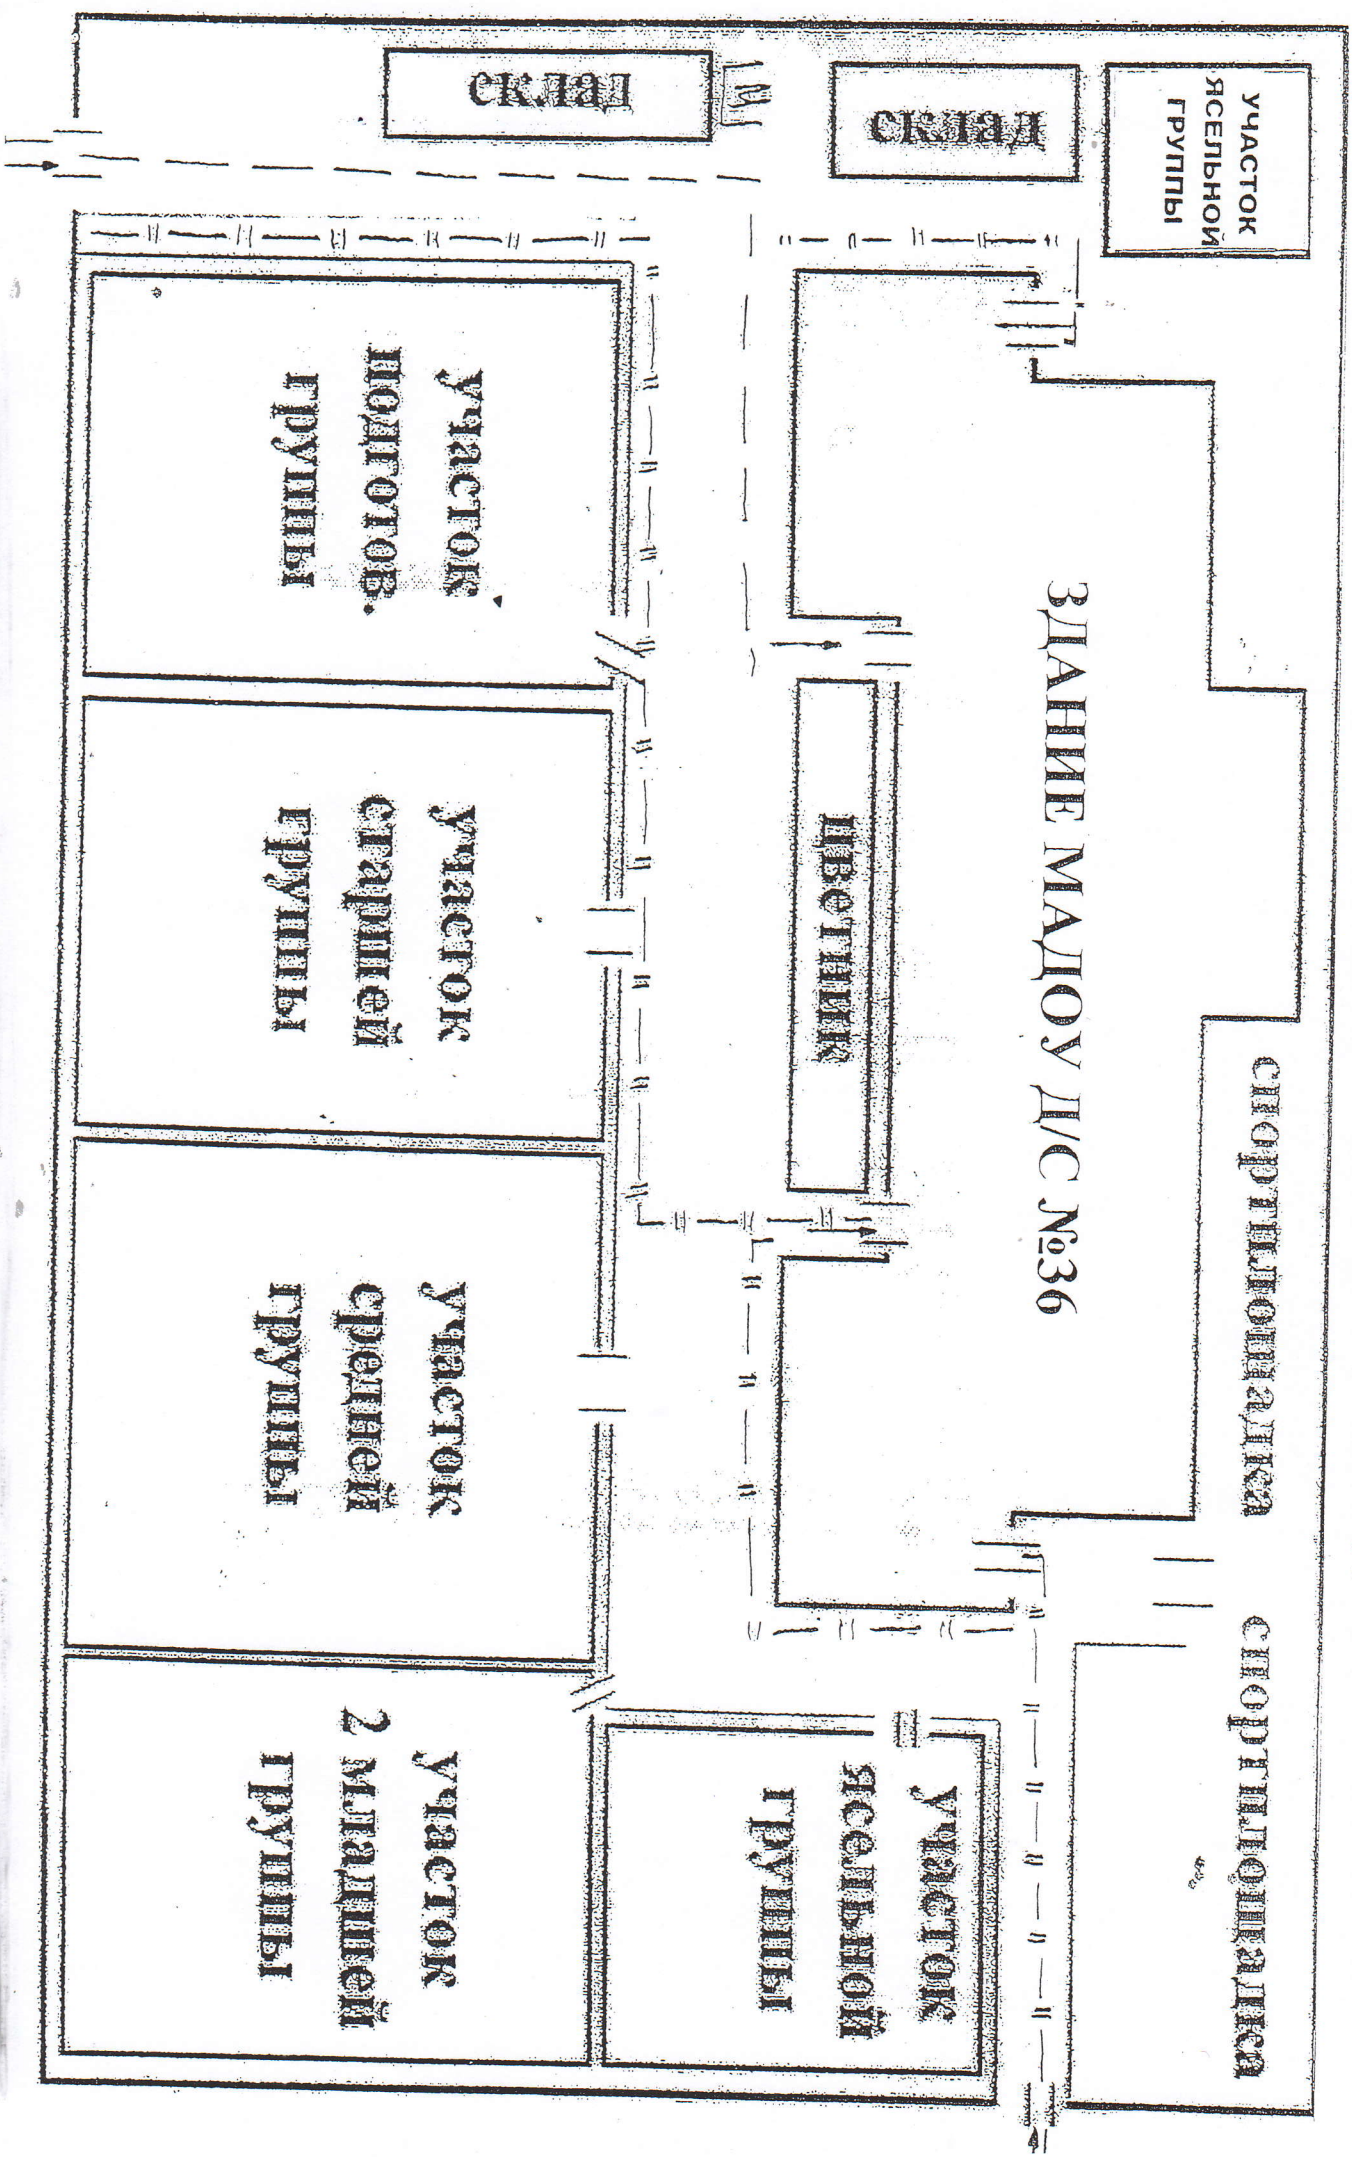 склад
склад
УЧАСТОК
ЯСЕЛЬНОЙ
ГРУППЫ
спортплощадка
спортплощадка
ЗДАНИЕ МАДОУ Д/С №36
цветник
участок
подготов.
группы
участок
старшей
группы
участок
средней
группы
участок
2 младшей
группы
участок
ясельной
группы